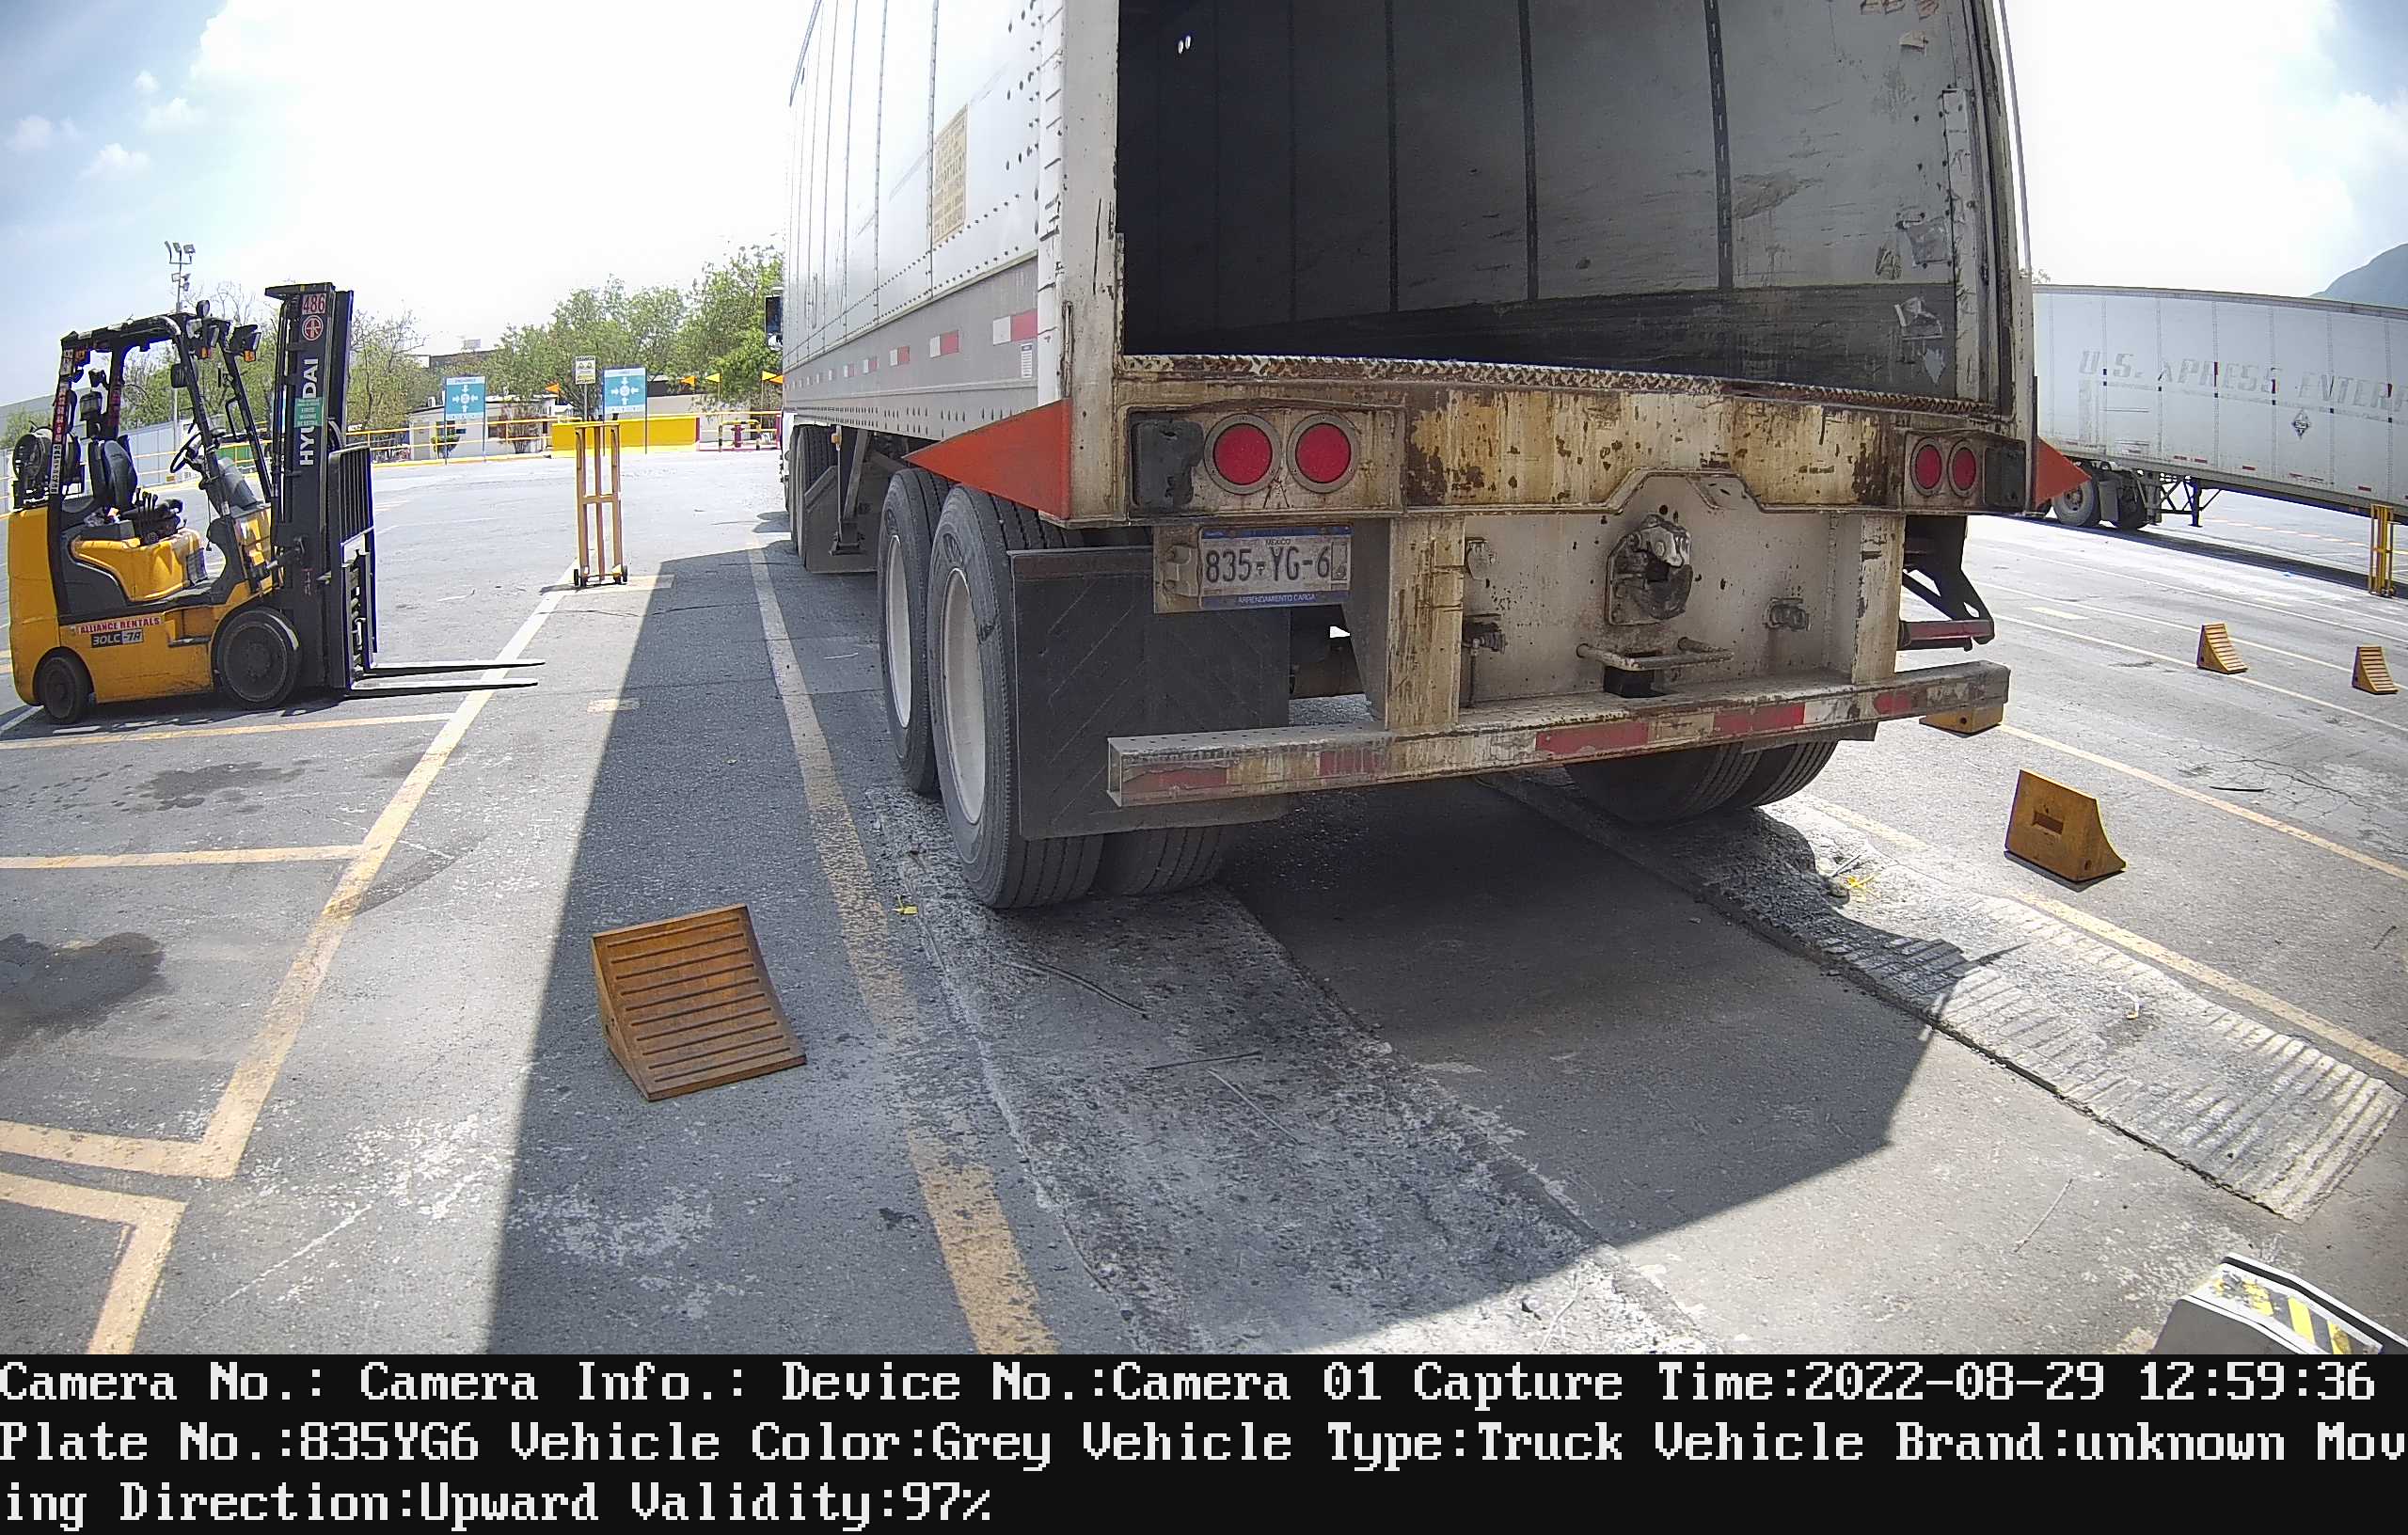 486
HYUNDAI
ALLIANCE RENTALS
30LC-7A
U.S. XPRESS ENTER
MEXICO
835-YG-6
ARRENDAMIENTO CARGA
Camera No.: Camera Info.: Device No.:Camera 01 Capture Time:2022-08-29 12:59:36
Plate No.:835YG6 Vehicle Color:Grey Vehicle Type:Truck Vehicle Brand:unknown Mov
ing Direction:Upward Validity:97%